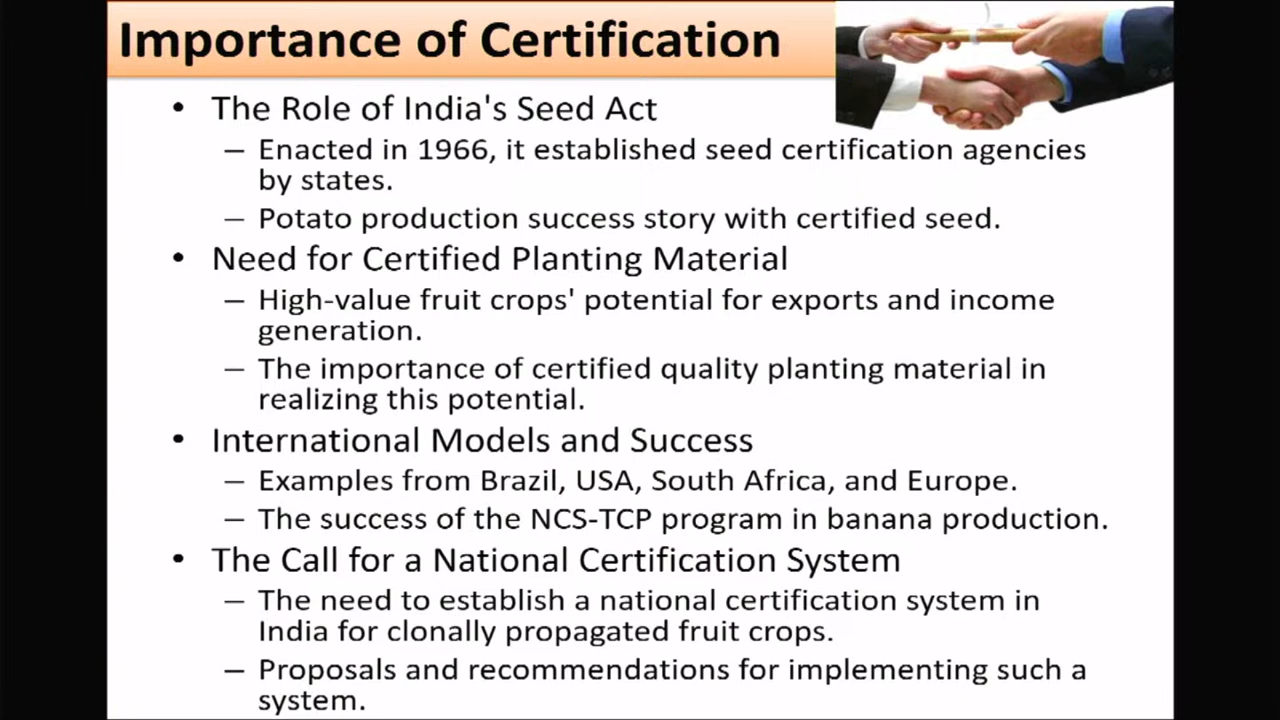 Importance of Certification
• The Role of India's Seed Act
– Enacted in 1966, it established seed certification agencies
by states.
– Potato production success story with certified seed.
• Need for Certified Planting Material
– High-value fruit crops' potential for exports and income
generation.
– The importance of certified quality planting material in
realizing this potential.
• International Models and Success
– Examples from Brazil, USA, South Africa, and Europe.
– The success of the NCS-TCP program in banana production.
• The Call for a National Certification System
– The need to establish a national certification system in
India for clonally propagated fruit crops.
– Proposals and recommendations for implementing such a
system.